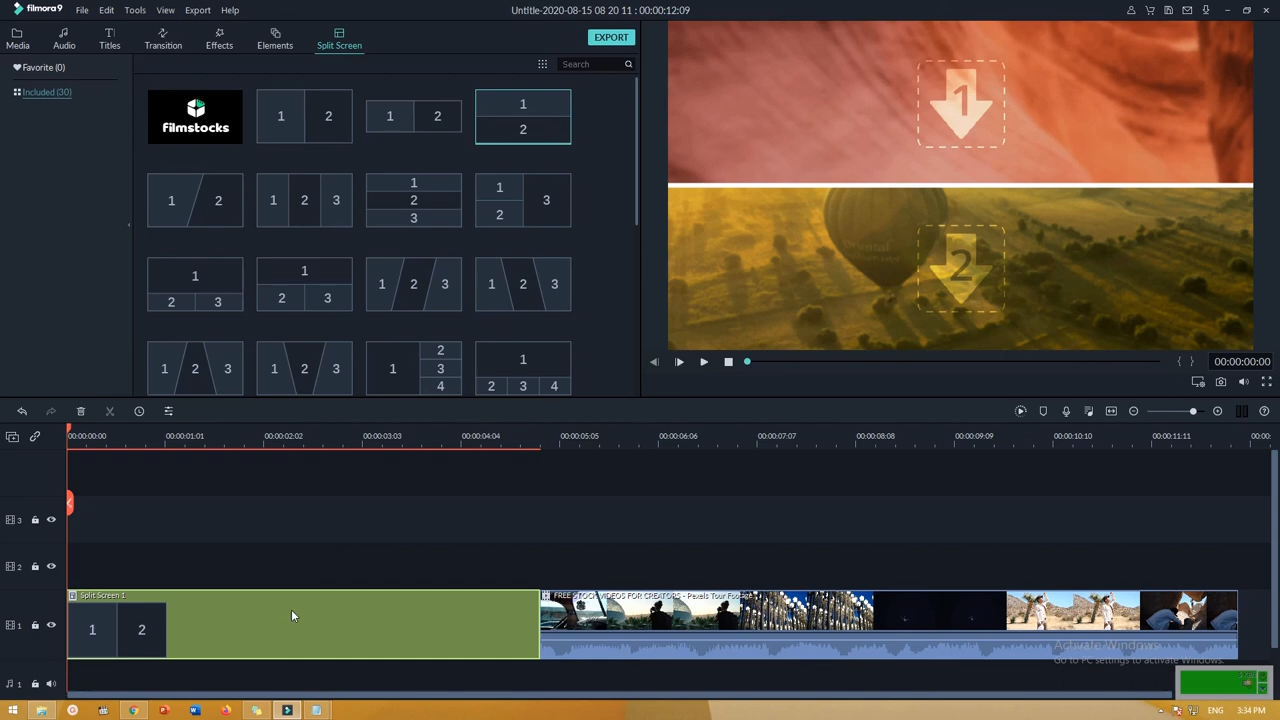 filmora9
File Edit Tools View Export Help
Untitle-2020-08-15 08 20 11 : 00:00:12:09
Media Audio Titles Transition Effects Elements Split Screen
EXPORT
Favorite (0)
Included (30)
Search
filmstocks
1 2
1 2
1
2
1 2
1 2 3
1
2
3
1
2
3
1
2 3
1
2 3
1 2 3
1 2 3
1 2 3
1 2 3
1
2
3
4
1
2 3 4
1
2
00:00:00:00
00:00:00:00 00:00:01:01 00:00:02:02 00:00:03:03 00:00:04:04 00:00:05:05 00:00:06:06 00:00:07:07 00:00:08:08 00:00:09:09 00:00:10:10 00:00:11:11 00:00:
3
2
Split Screen 1
FREE STOCK VIDEOS FOR CREATORS - Pexels Tour Footage
1
1 2
Activate Windows
Go to PC settings to activate Windows.
1
ENG 3:34 PM